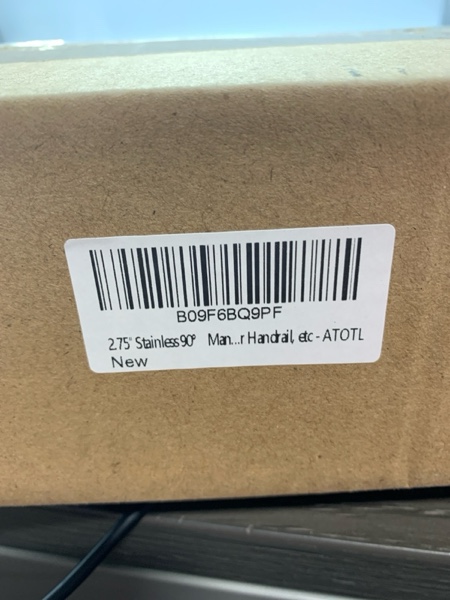 B09F6BQ9PF
2.75' Stainless 90° Man...r Handrail, etc - ATOTL
New